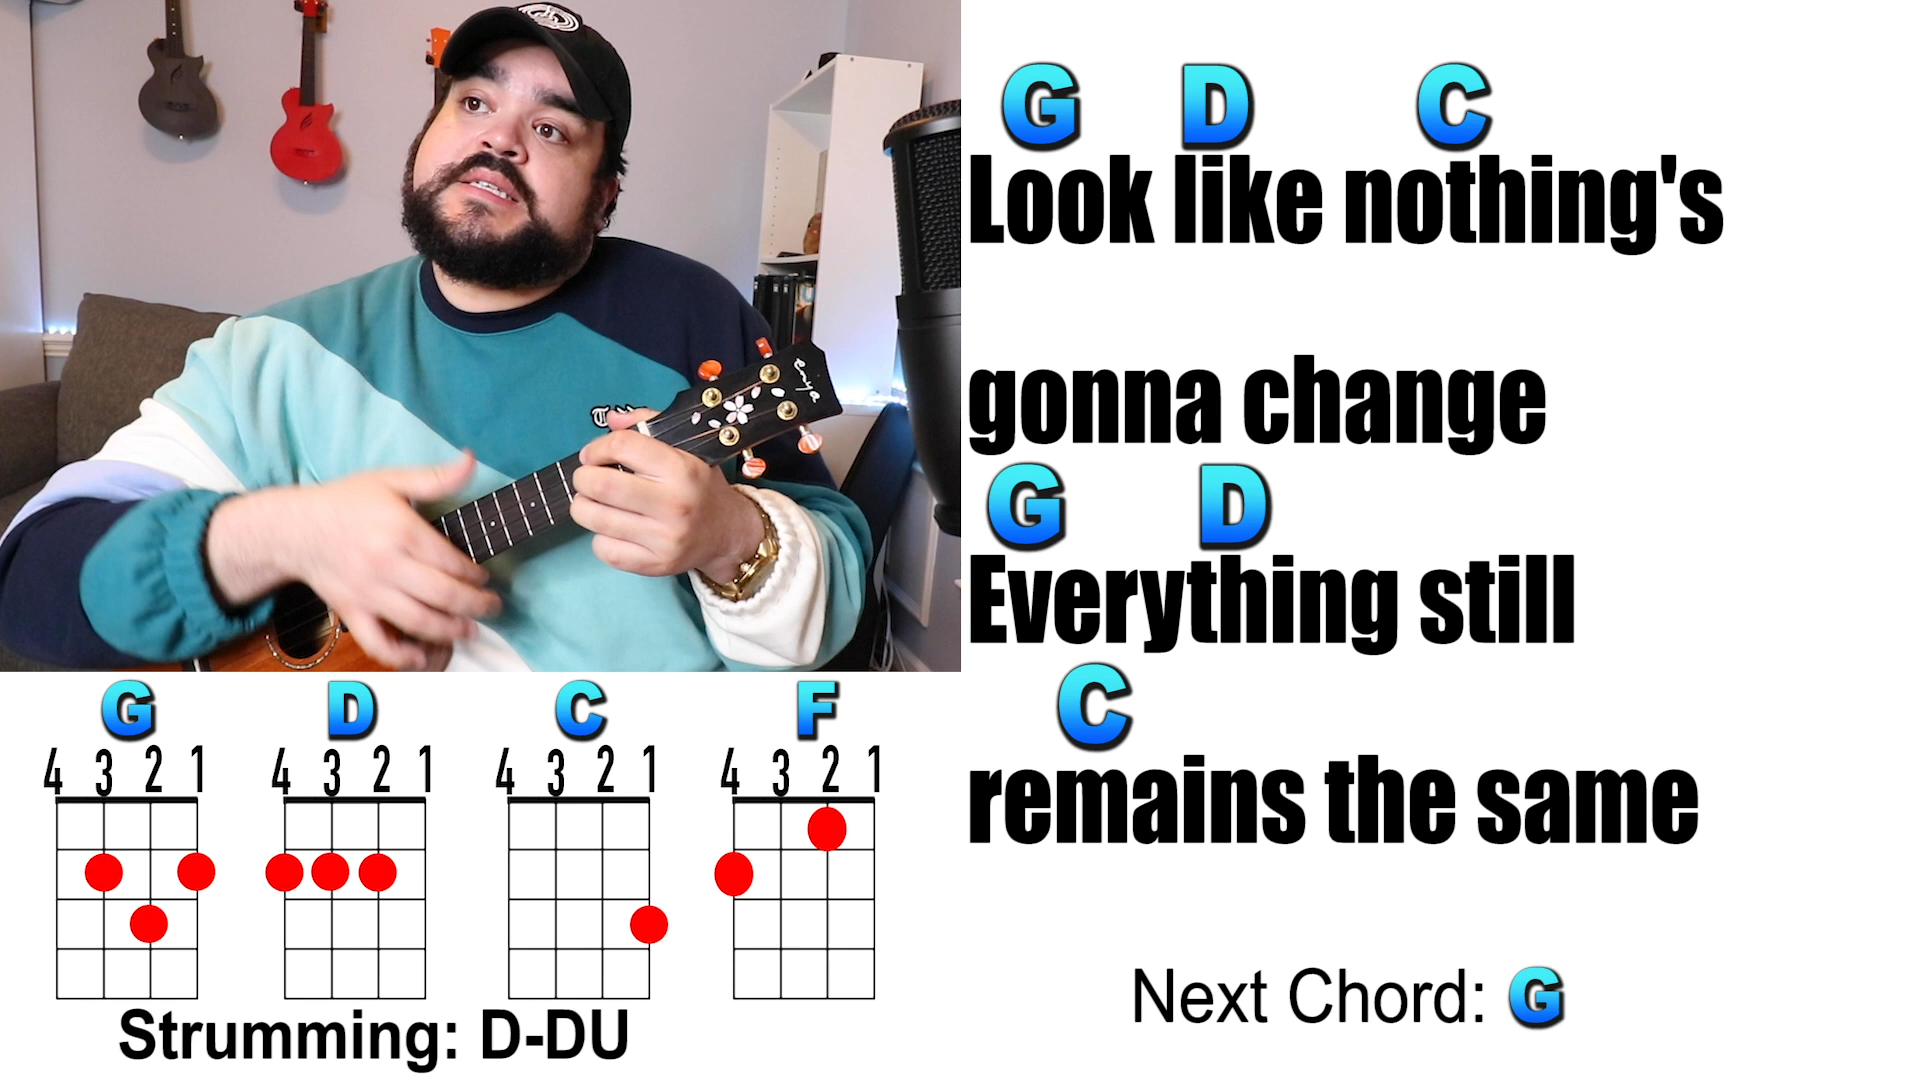 G D C
Look like nothing's
gonna change
G D
Everything still
C
remains the same
Next Chord: G
enya
G D C F
4 3 2 1 4 3 2 1 4 3 2 1 4 3 2 1
Strumming: D-DU